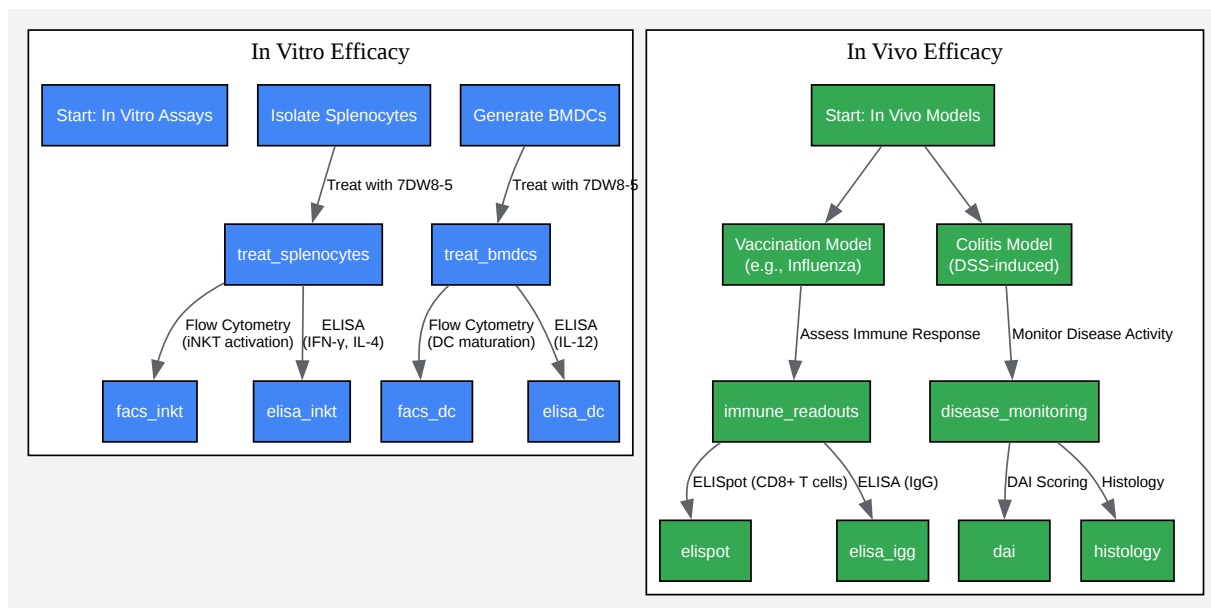 In Vitro Efficacy
Start: In Vitro Assays
Isolate Splenocytes
Generate BMDCs
Treat with 7DW8-5
Treat with 7DW8-5
treat_splenocytes
treat_bmdcs
Flow Cytometry
(iNKT activation)
ELISA
(IFN-γ, IL-4)
Flow Cytometry
(DC maturation)
ELISA
(IL-12)
facs_inkt
elisa_inkt
facs_dc
elisa_dc
In Vivo Efficacy
Start: In Vivo Models
Vaccination Model
(e.g., Influenza)
Colitis Model
(DSS-induced)
Assess Immune Response
Monitor Disease Activity
immune_readouts
disease_monitoring
ELISpot (CD8+ T cells)
ELISA (IgG)
DAI Scoring
Histology
elispot
elisa_igg
dai
histology